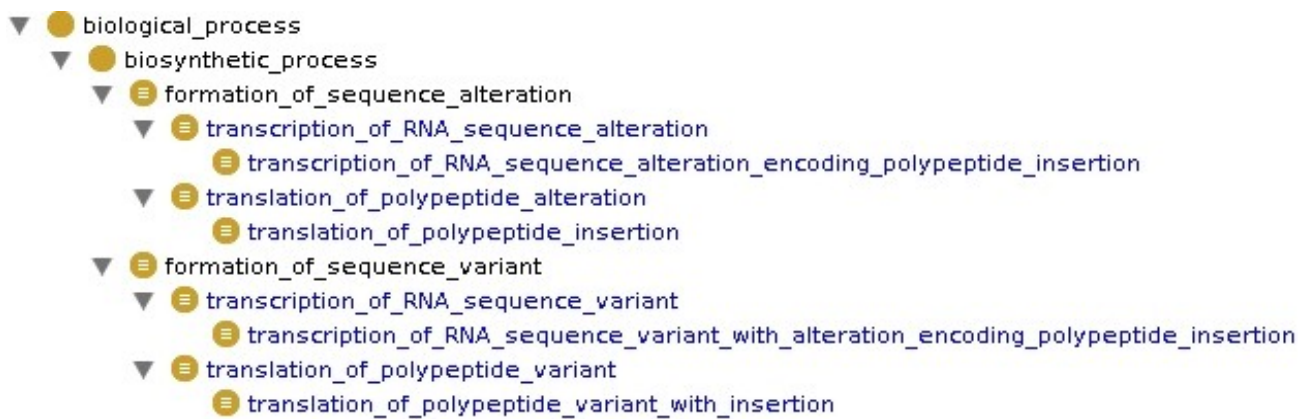 biological_process
biosynthetic_process
formation_of_sequence_alteration
transcription_of_RNA_sequence_alteration
transcription_of_RNA_sequence_alteration_encoding_polypeptide_insertion
translation_of_polypeptide_alteration
translation_of_polypeptide_insertion
formation_of_sequence_variant
transcription_of_RNA_sequence_variant
transcription_of_RNA_sequence_variant_with_alteration_encoding_polypeptide_insertion
translation_of_polypeptide_variant
translation_of_polypeptide_variant_with_insertion